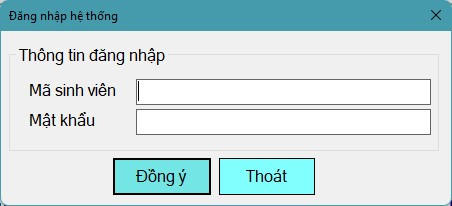 Đăng nhập hệ thống
Thông tin đăng nhập
Mã sinh viên
Mật khẩu
Đồng ý Thoát